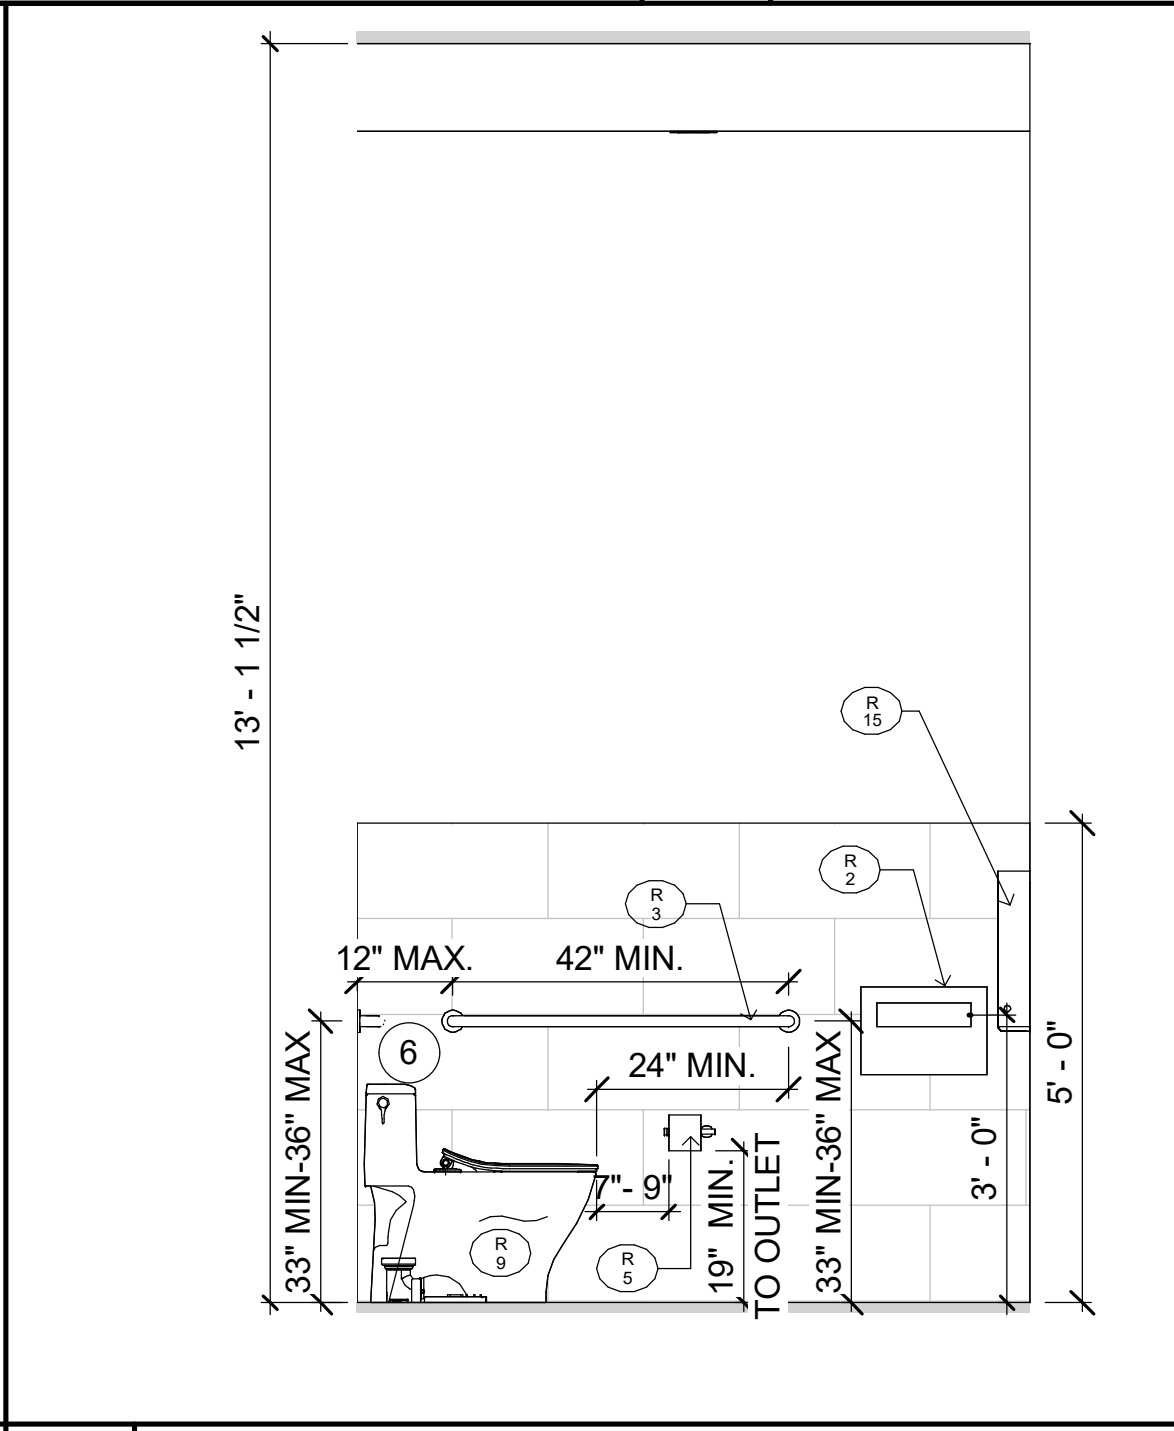 13' - 1 1/2"
R
15
R
2
R
3
12" MAX.
42" MIN.
6
24" MIN.
33" MIN-36" MAX
33" MIN-36" MAX
5' - 0"
3' - 0"
7"- 9"
19" MIN.
TO OUTLET
R
9
R
5